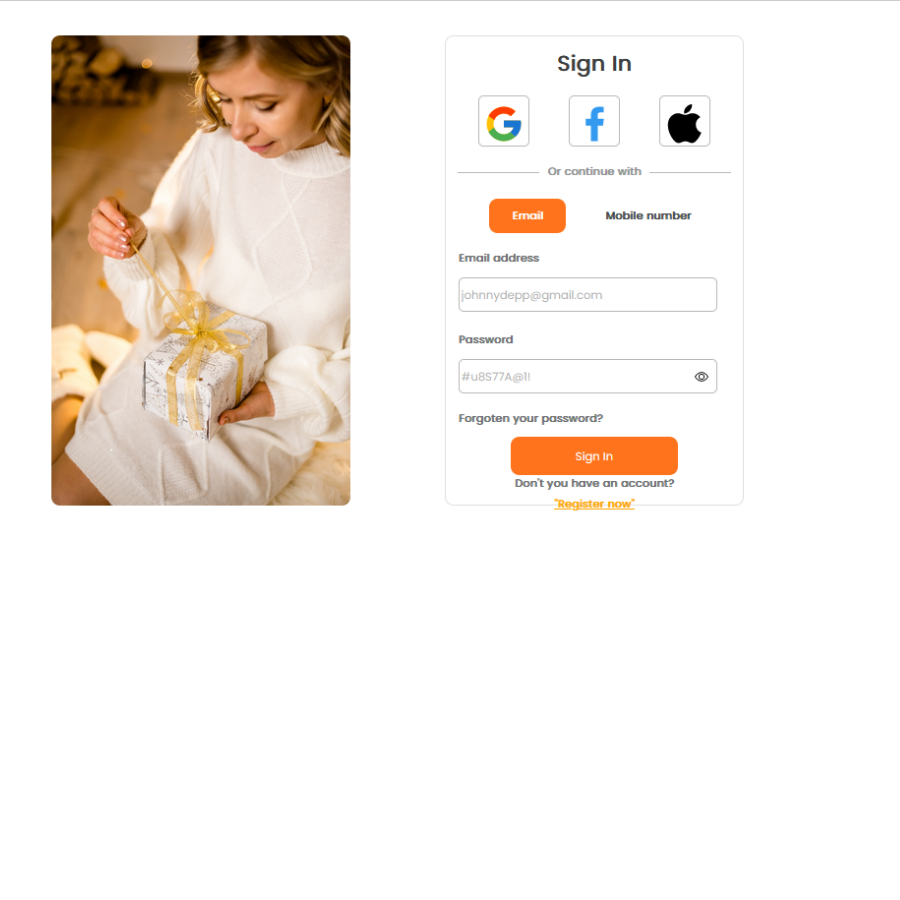 Sign In
Or continue with
Email
Mobile number
Email address
johnnydepp@gmail.com
Password
#u8S77A@1!
Forgoten your password?
Sign In
Don't you have an account?
"Register now"